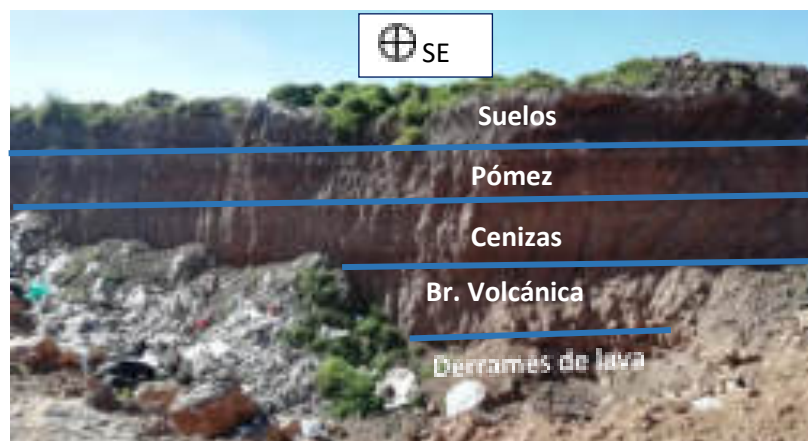 SE
Suelos
Pómez
Cenizas
Br. Volcánica
Derrames de lava